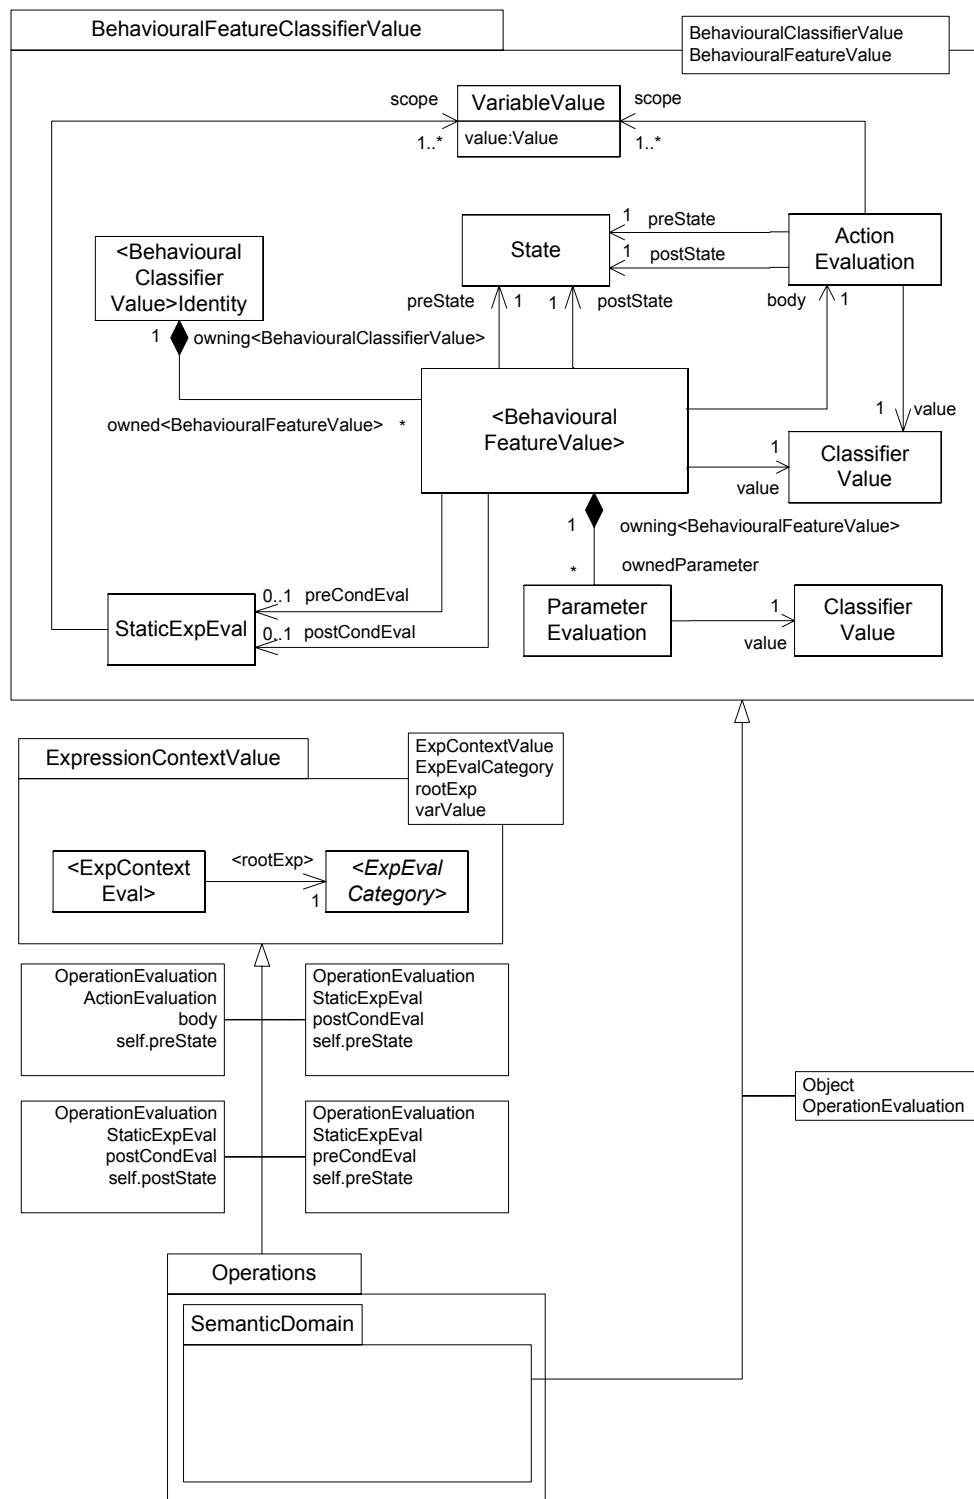 BehaviouralFeatureClassifierValue
BehaviouralClassifierValue
BehaviouralFeatureValue
scope
VariableValue
scope
1..*
value:Value
1..*
<Behavioural
Classifier
Value>Identity
State
1
preState
1
postState
Action
Evaluation
preState
1
1
postState
body
1
1
owning<BehaviouralClassifierValue>
owned<BehaviouralFeatureValue>
*
<Behavioural
FeatureValue>
1
value
1
value
Classifier
Value
1
owning<BehaviouralFeatureValue>
*
ownedParameter
StaticExpEval
0..1
preCondEval
0..1
postCondEval
Parameter
Evaluation
1
value
Classifier
Value
ExpressionContextValue
ExpContextValue
ExpEvalCategory
rootExp
varValue
<ExpContext
Eval>
<rootExp>
1
<ExpEval
Category>
OperationEvaluation
ActionEvaluation
body
self.preState
OperationEvaluation
StaticExpEval
postCondEval
self.preState
OperationEvaluation
StaticExpEval
postCondEval
self.postState
OperationEvaluation
StaticExpEval
preCondEval
self.preState
Object
OperationEvaluation
Operations
SemanticDomain